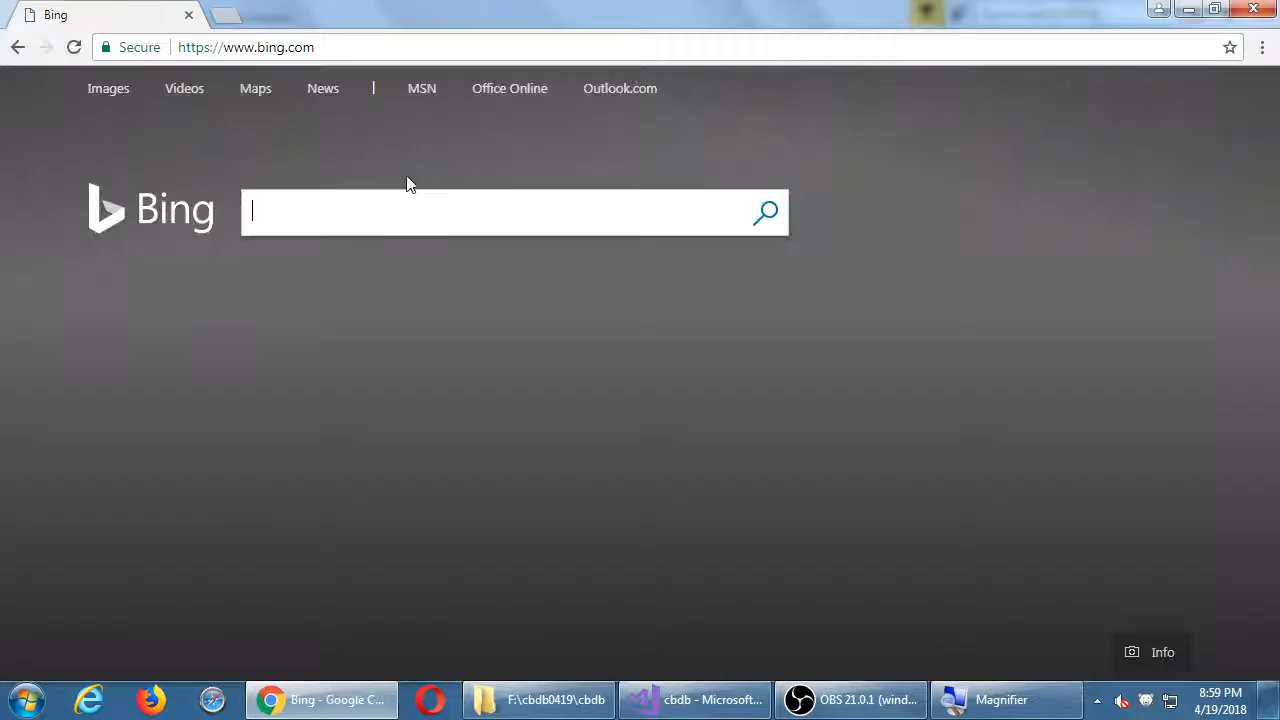 Bing
Secure https://www.bing.com
Images Videos Maps News | MSN Office Online Outlook.com
Bing
Info
Bing - Google C...
F:\cbdb0419\cbdb
cbdb - Microsoft...
OBS 21.0.1 (wind...
Magnifier
8:59 PM
4/19/2018